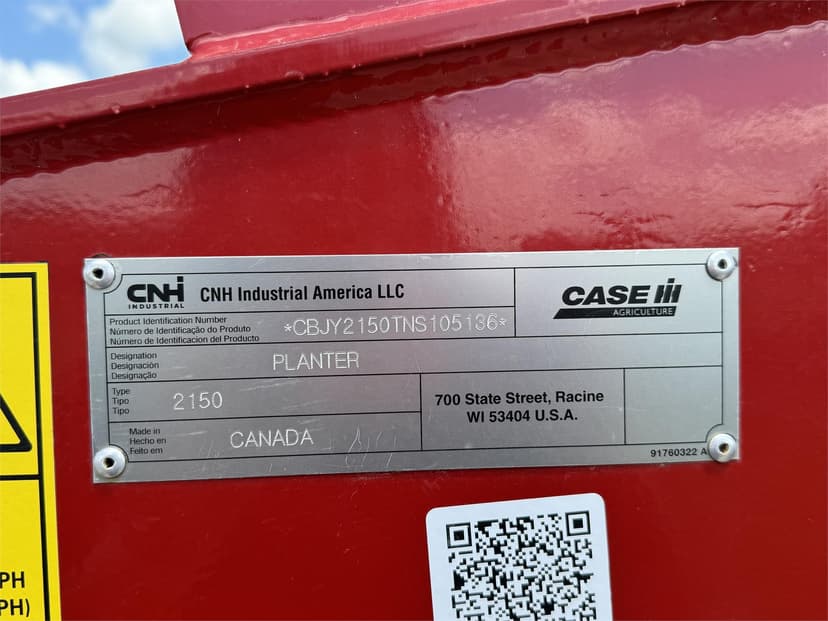 CNH
INDUSTRIAL
CNH Industrial America LLC
CASE IH
AGRICULTURE
Product Identification Number
Número de Identificação do Produto
Número de Identificacion del Producto
*CBJY2150TNS105136*
Designation
Designación
Designação
PLANTER
Type
Tipo
Tipo
2150
700 State Street, Racine
WI 53404 U.S.A.
Made in
Hecho en
Feito em
CANADA
91760322 A
PH
PH)